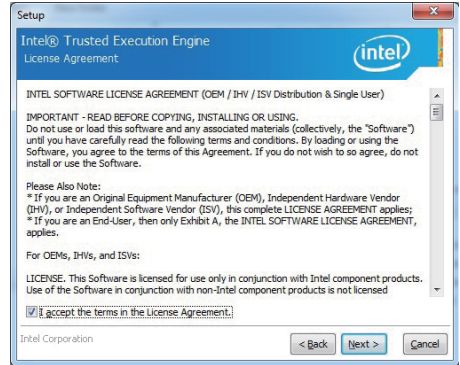 Setup
Intel® Trusted Execution Engine
License Agreement
intel
INTEL SOFTWARE LICENSE AGREEMENT (OEM / IHV / ISV Distribution & Single User)
IMPORTANT - READ BEFORE COPYING, INSTALLING OR USING.
Do not use or load this software and any associated materials (collectively, the "Software")
until you have carefully read the following terms and conditions. By loading or using the
Software, you agree to the terms of this Agreement. If you do not wish to so agree, do not
install or use the Software.
Please Also Note:
* If you are an Original Equipment Manufacturer (OEM), Independent Hardware Vendor
(IHV), or Independent Software Vendor (ISV), this complete LICENSE AGREEMENT applies;
* If you are an End-User, then only Exhibit A, the INTEL SOFTWARE LICENSE AGREEMENT,
applies.
For OEMs, IHVs, and ISVs:
LICENSE. This Software is licensed for use only in conjunction with Intel component products.
Use of the Software in conjunction with non-Intel component products is not licensed
I accept the terms in the License Agreement.
Intel Corporation
< Back Next > Cancel